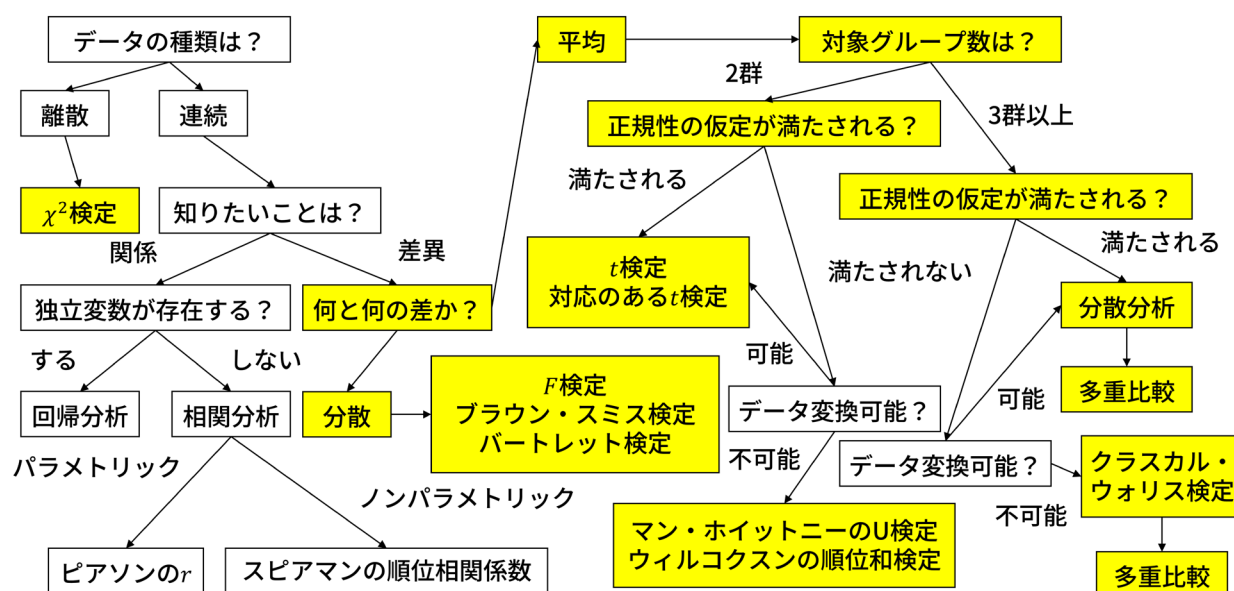 データの種類は？
平均
対象グループ数は？
2群
3群以上
離散
連続
正規性の仮定が満たされる？
満たされる
正規性の仮定が満たされる？
χ²検定
知りたいことは？
関係
差異
t検定
対応のあるt検定
満たされない
満たされる
独立変数が存在する？
何と何の差か？
分散分析
する
しない
可能
可能
多重比較
回帰分析
相関分析
分散
F検定
ブラウン・スミス検定
バートレット検定
データ変換可能？
不可能
データ変換可能？
不可能
クラスカル・
ウォリス検定
パラメトリック
ノンパラメトリック
マン・ホイットニーのU検定
ウィルコクスンの順位和検定
ピアソンのr
スピアマンの順位相関係数
多重比較